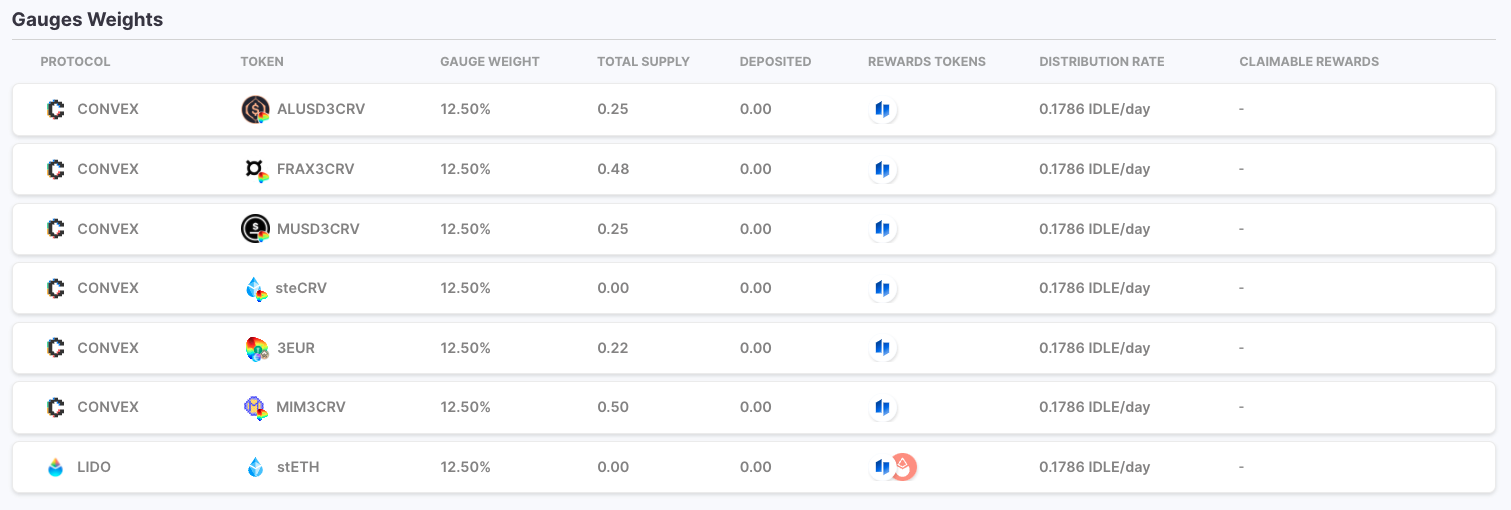 Gauges Weights
PROTOCOL TOKEN GAUGE WEIGHT TOTAL SUPPLY DEPOSITED REWARDS TOKENS DISTRIBUTION RATE CLAIMABLE REWARDS
CONVEX ALUSD3CRV 12.50% 0.25 0.00 0.1786 IDLE/day -
CONVEX FRAX3CRV 12.50% 0.48 0.00 0.1786 IDLE/day -
CONVEX MUSD3CRV 12.50% 0.25 0.00 0.1786 IDLE/day -
CONVEX steCRV 12.50% 0.00 0.00 0.1786 IDLE/day -
CONVEX 3EUR 12.50% 0.22 0.00 0.1786 IDLE/day -
CONVEX MIM3CRV 12.50% 0.50 0.00 0.1786 IDLE/day -
LIDO stETH 12.50% 0.00 0.00 0.1786 IDLE/day -